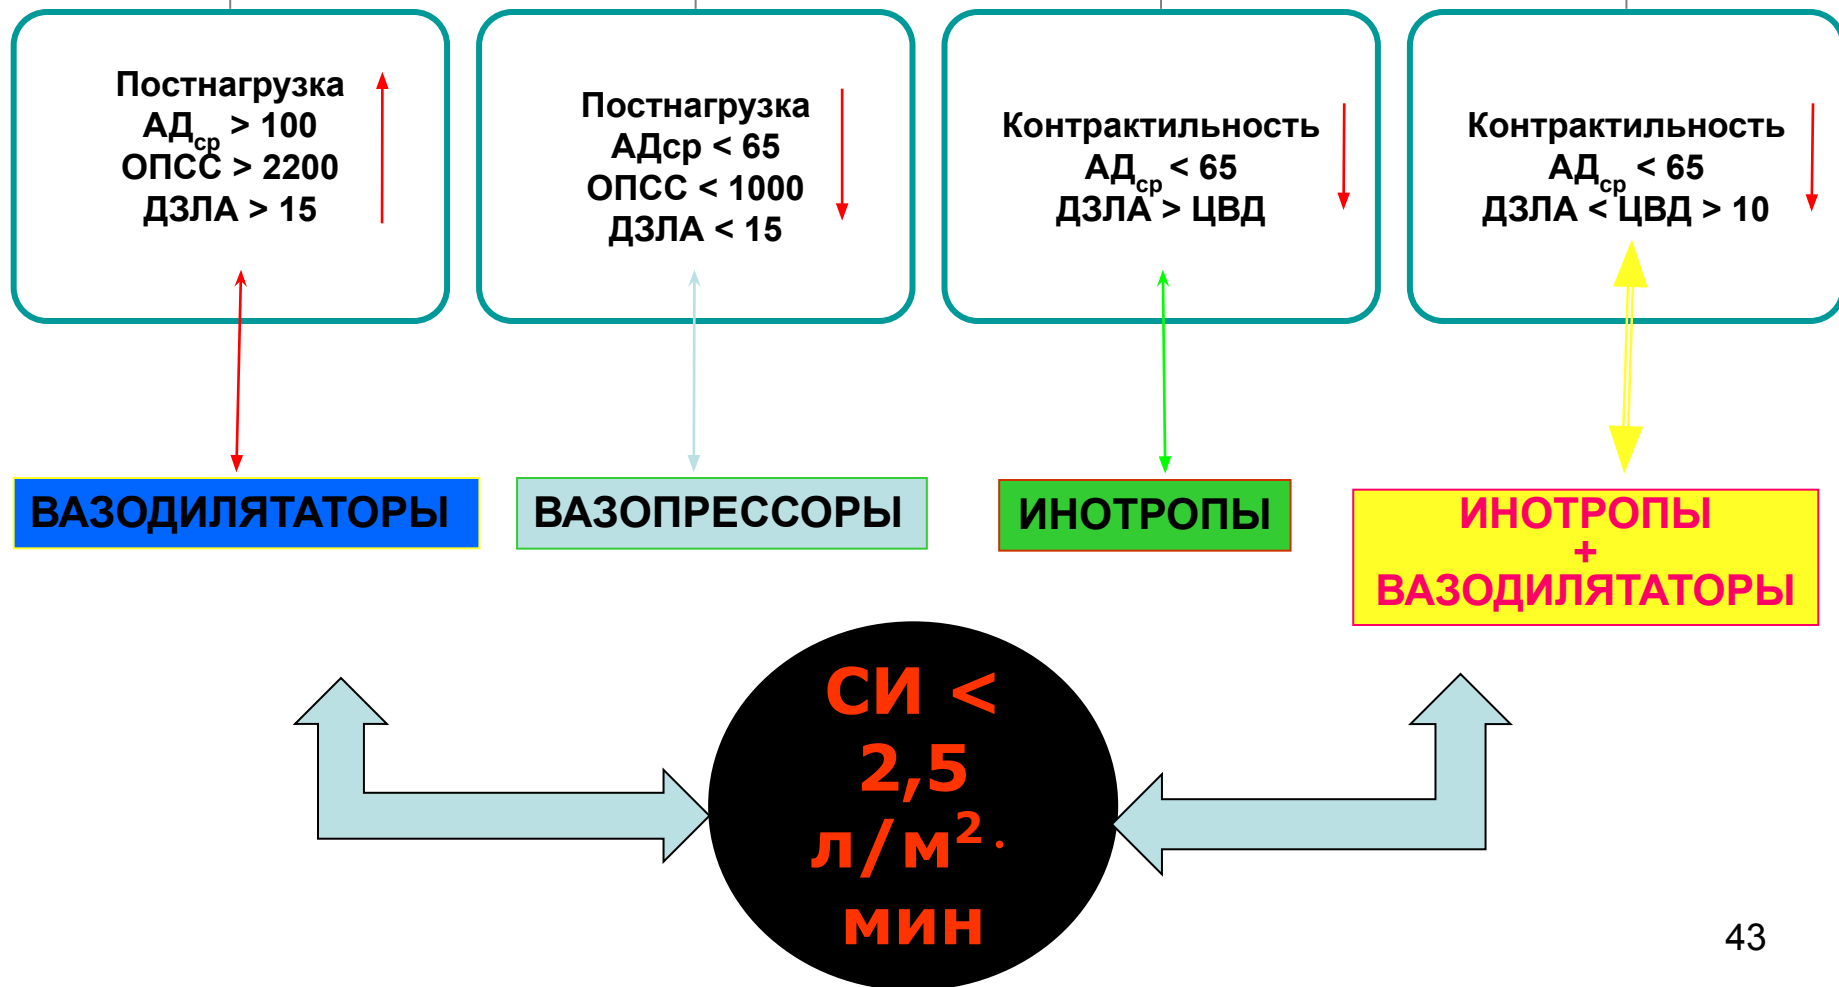 Постнагрузка
АДср > 100
ОПСС > 2200
ДЗЛА > 15
Постнагрузка
АДср < 65
ОПСС < 1000
ДЗЛА < 15
Контрактильность
АДср < 65
ДЗЛА > ЦВД
Контрактильность
АДср < 65
ДЗЛА < ЦВД > 10
ВАЗОДИЛЯТАТОРЫ
ВАЗОПРЕССОРЫ
ИНОТРОПЫ
ИНОТРОПЫ
+
ВАЗОДИЛЯТАТОРЫ
СИ <
2,5
л/м²·
мин
43